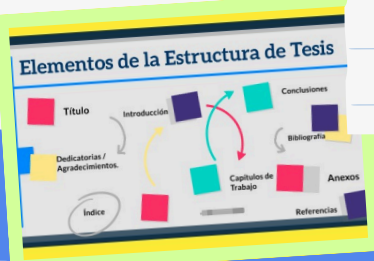 Elementos de la Estructura de Tesis
Título
Dedicatorias /
Agradecimientos.
Índice
Introducción
Capítulos de
Trabajo
Conclusiones
Bibliografía
Anexos
Referencias